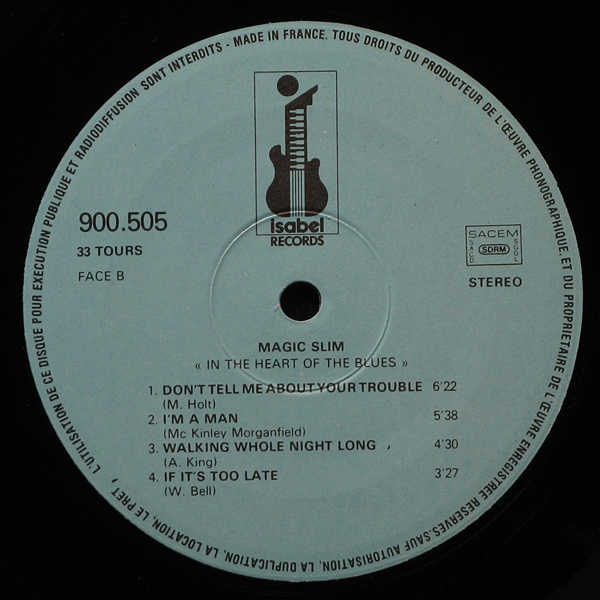 - MADE IN FRANCE. TOUS DROITS DU PRODUCTEUR DE L'ŒUVRE PHONOGRAPHIQUE, ET DU PROPRIETAIRE DE L'ŒUVRE ENREGISTREE RESERVES. SAUF AUTORISATION, LA DUPLICATION, LA LOCATION, LE PRET, L'UTILISATION DE CE DISQUE POUR EXECUTION PUBLIQUE ET RADIODIFFUSION SONT INTERDITS
isabel
RECORDS
900.505
33 TOURS
FACE B
SACEM
SACD
SDRM
SGDL
STEREO
MAGIC SLIM
« IN THE HEART OF THE BLUES »
1. DON'T TELL ME ABOUT YOUR TROUBLE 6'22
(M. Holt)
2. I'M A MAN 5'38
(Mc Kinley Morganfield)
3. WALKING WHOLE NIGHT LONG 4'30
(A. King)
4. IF IT'S TOO LATE 3'27
(W. Bell)